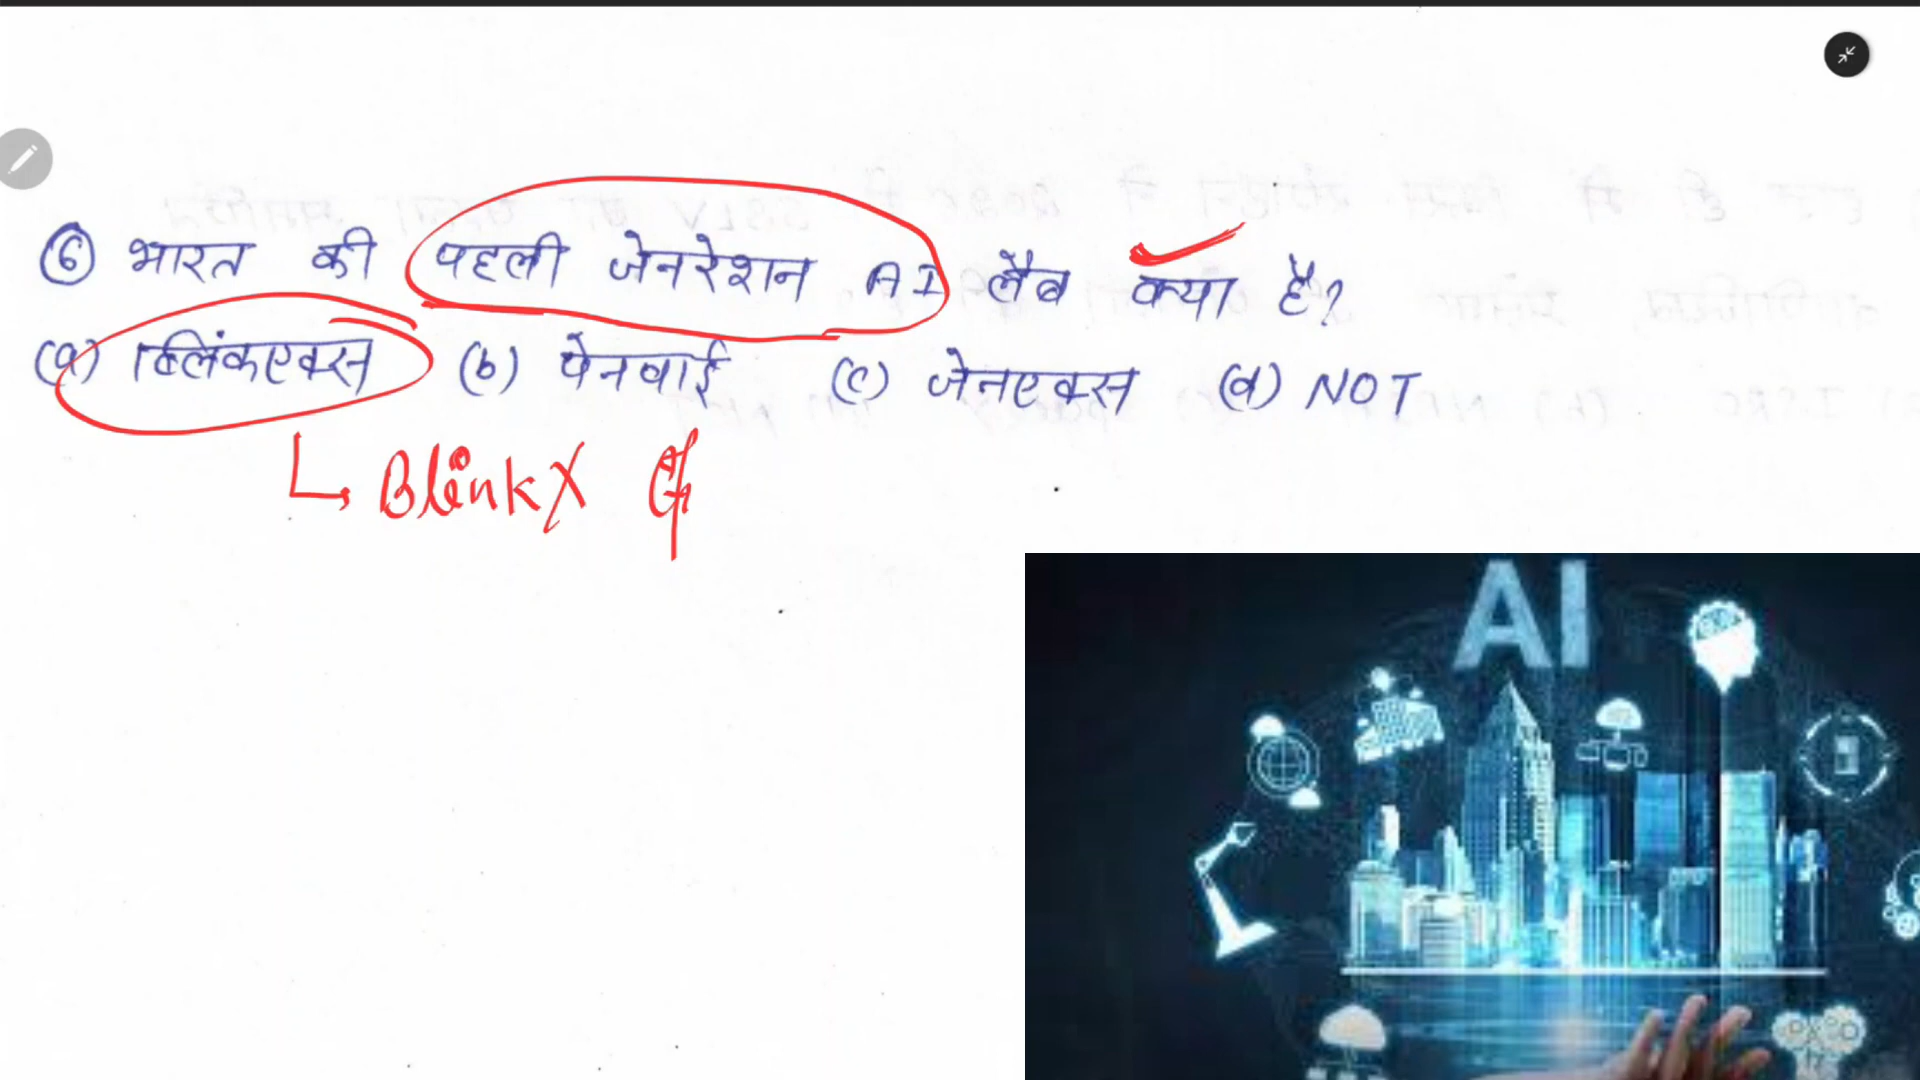 ⑥ भारत की पहली जेनरेशन AI लैब क्या है?
(a) ब्लिंकएक्स (b) पेनवाई (c) जेनएक्स (d) NOT
↳ BlinkX
AI